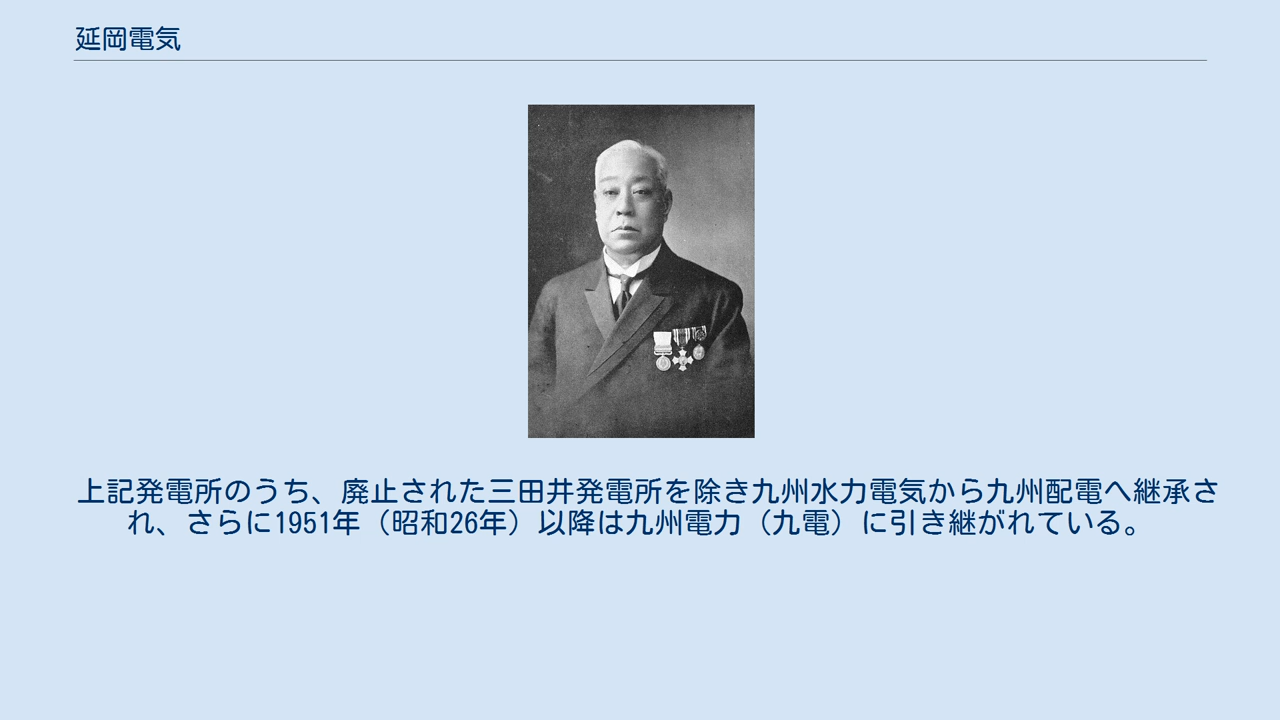 延岡電気
上記発電所のうち、廃止された三田井発電所を除き九州水力電気から九州配電へ継承さ
れ、さらに1951年（昭和26年）以降は九州電力（九電）に引き継がれている。